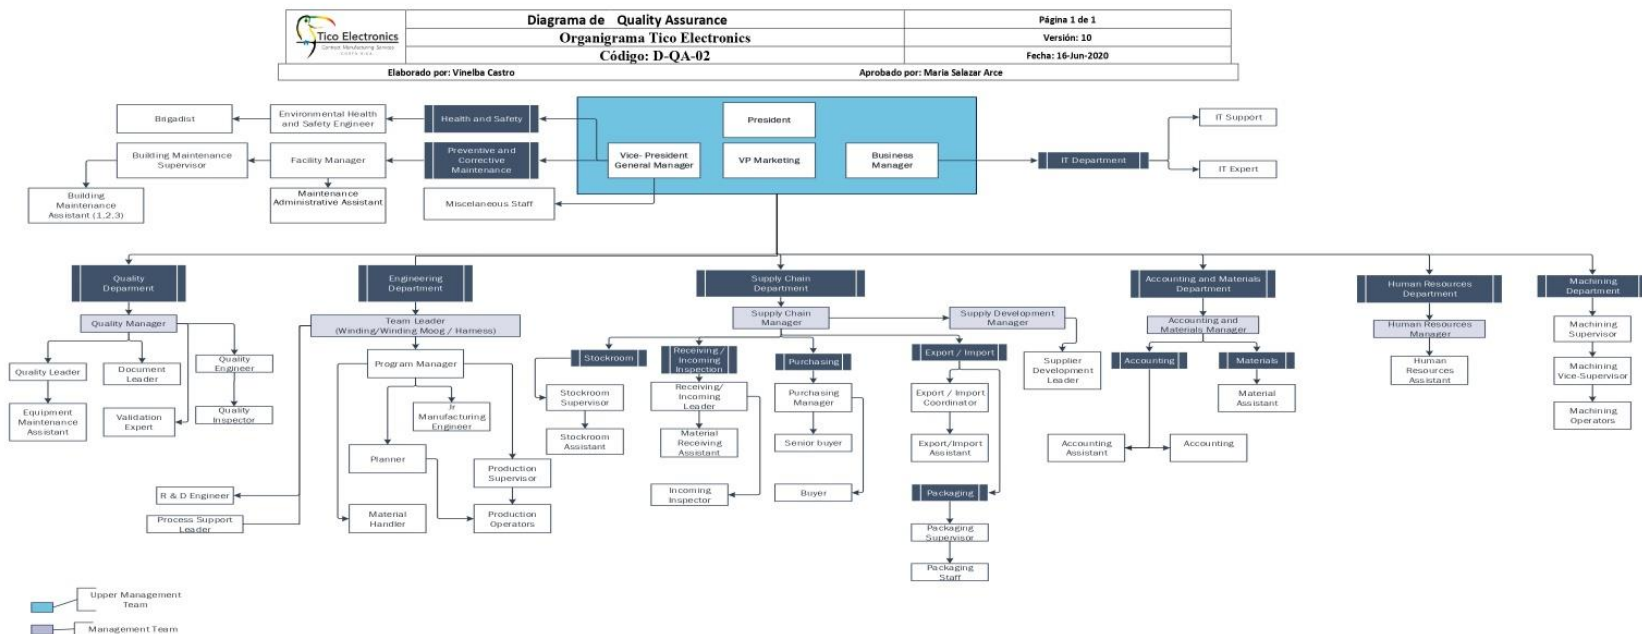 Tico Electronics
Contract Manufacturing Services
COSTA RICA
Diagrama de Quality Assurance
Organigrama Tico Electronics
Código: D-QA-02
Página 1 de 1
Versión: 10
Fecha: 16-Jun-2020
Elaborado por: Vinelba Castro
Aprobado por: Maria Salazar Arce
Brigadist
Environmental Health
and Safety Engineer
Health and Safety
President
IT Support
Building Maintenance
Supervisor
Facility Manager
Preventive and
Corrective
Maintenance
Vice- President
General Manager
VP Marketing
Business
Manager
IT Department
IT Expert
Building
Maintenance
Assistant (1,2,3)
Maintenance
Administrative Assistant
Miscelaneous Staff
Quality
Deparment
Engineering
Department
Supply Chain
Department
Accounting and Materials
Department
Human Resources
Department
Machining
Department
Quality Manager
Team Leader
(Winding/Winding Moog / Harness)
Supply Chain
Manager
Supply Development
Manager
Accounting and
Materials Manager
Human Resources
Manager
Machining
Supervisor
Quality Leader
Document
Leader
Quality
Engineer
Program Manager
Stockroom
Receiving /
Incoming
Inspection
Purchasing
Export / Import
Supplier
Development
Leader
Accounting
Materials
Human
Resources
Assistant
Machining
Vice-Supervisor
Equipment
Maintenance
Assistant
Validation
Expert
Quality
Inspector
Jr
Manufacturing
Engineer
Stockroom
Supervisor
Receiving/
Incoming
Leader
Purchasing
Manager
Export / Import
Coordinator
Material
Assistant
Machining
Operators
Planner
Production
Supervisor
Stockroom
Assistant
Material
Receiving
Assistant
Senior buyer
Export/Import
Assistant
Accounting
Assistant
Accounting
R & D Engineer
Process Support
Leader
Material
Handler
Production
Operators
Incoming
Inspector
Buyer
Packaging
Packaging
Supervisor
Packaging
Staff
Upper Management
Team
Management Team